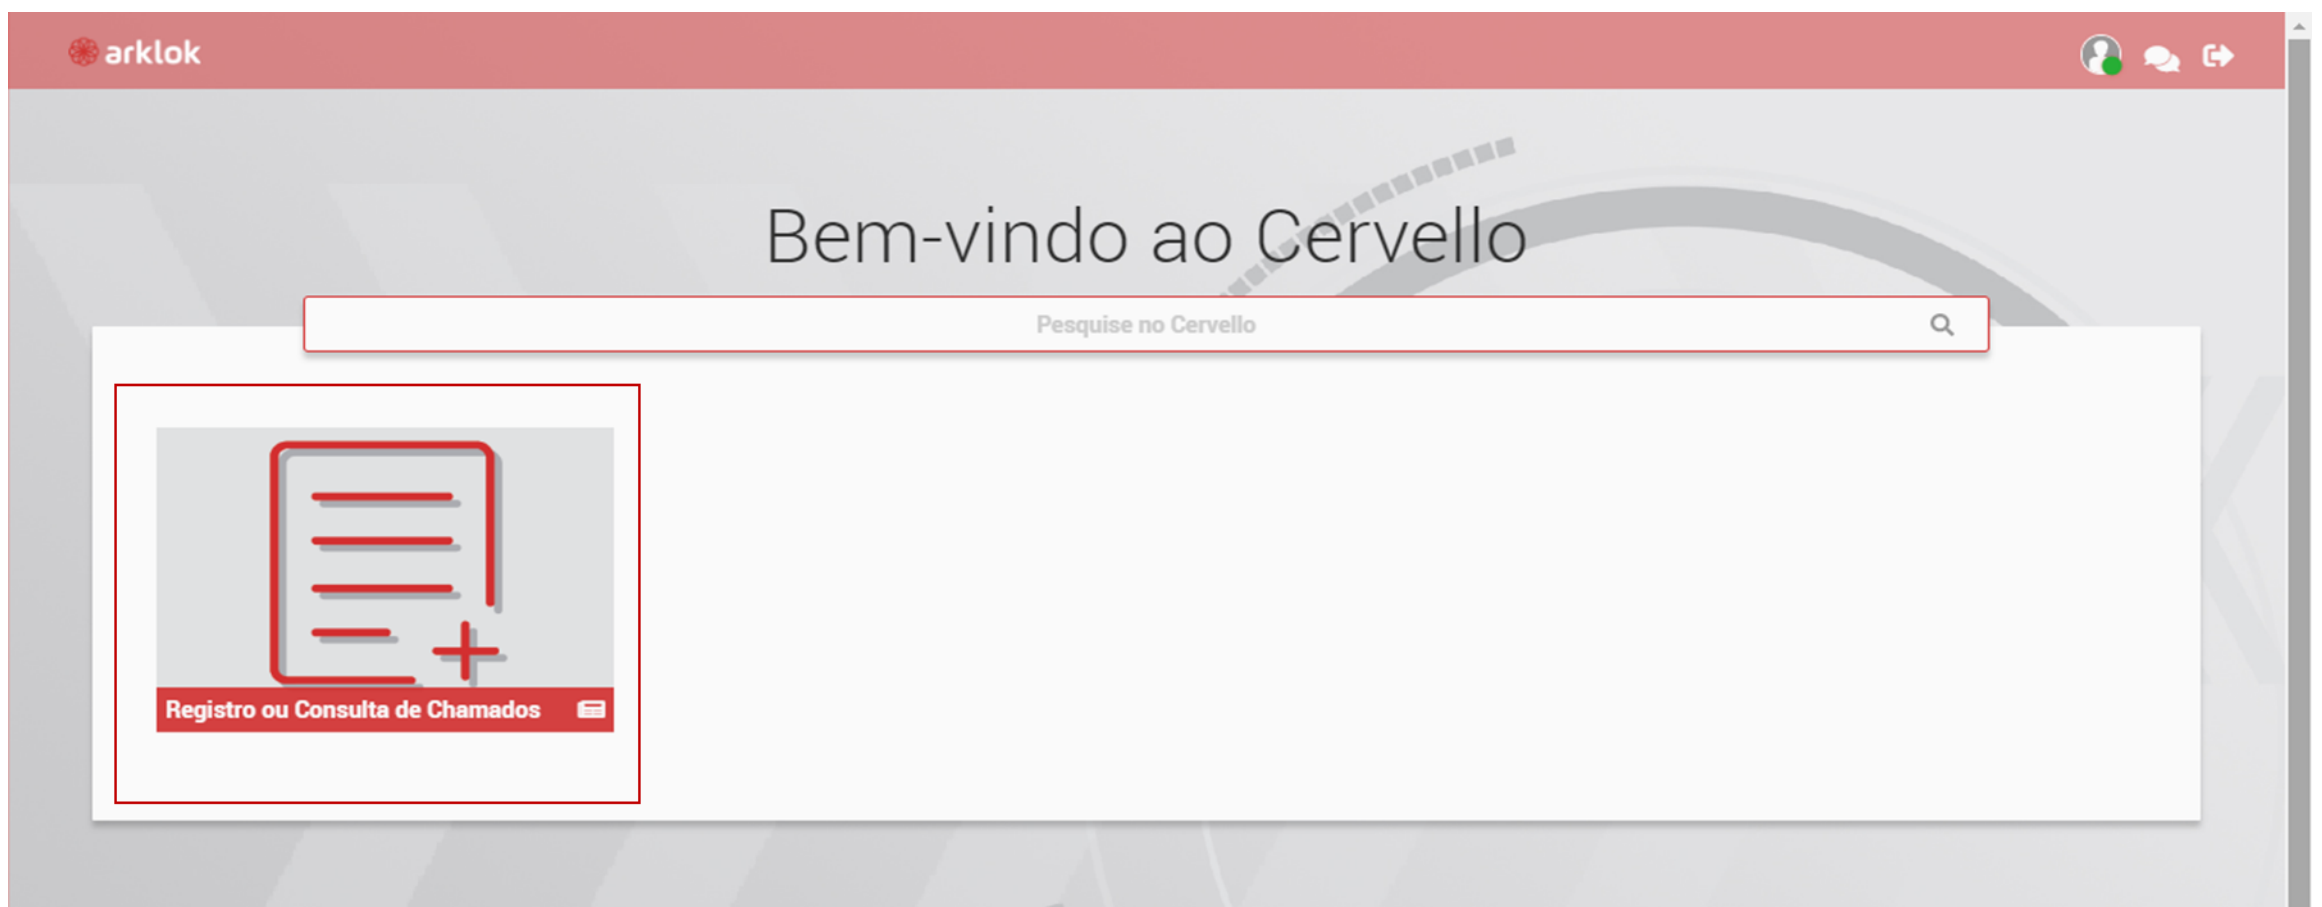 arklok
Bem-vindo ao Cervello
Pesquise no Cervello
Registro ou Consulta de Chamados